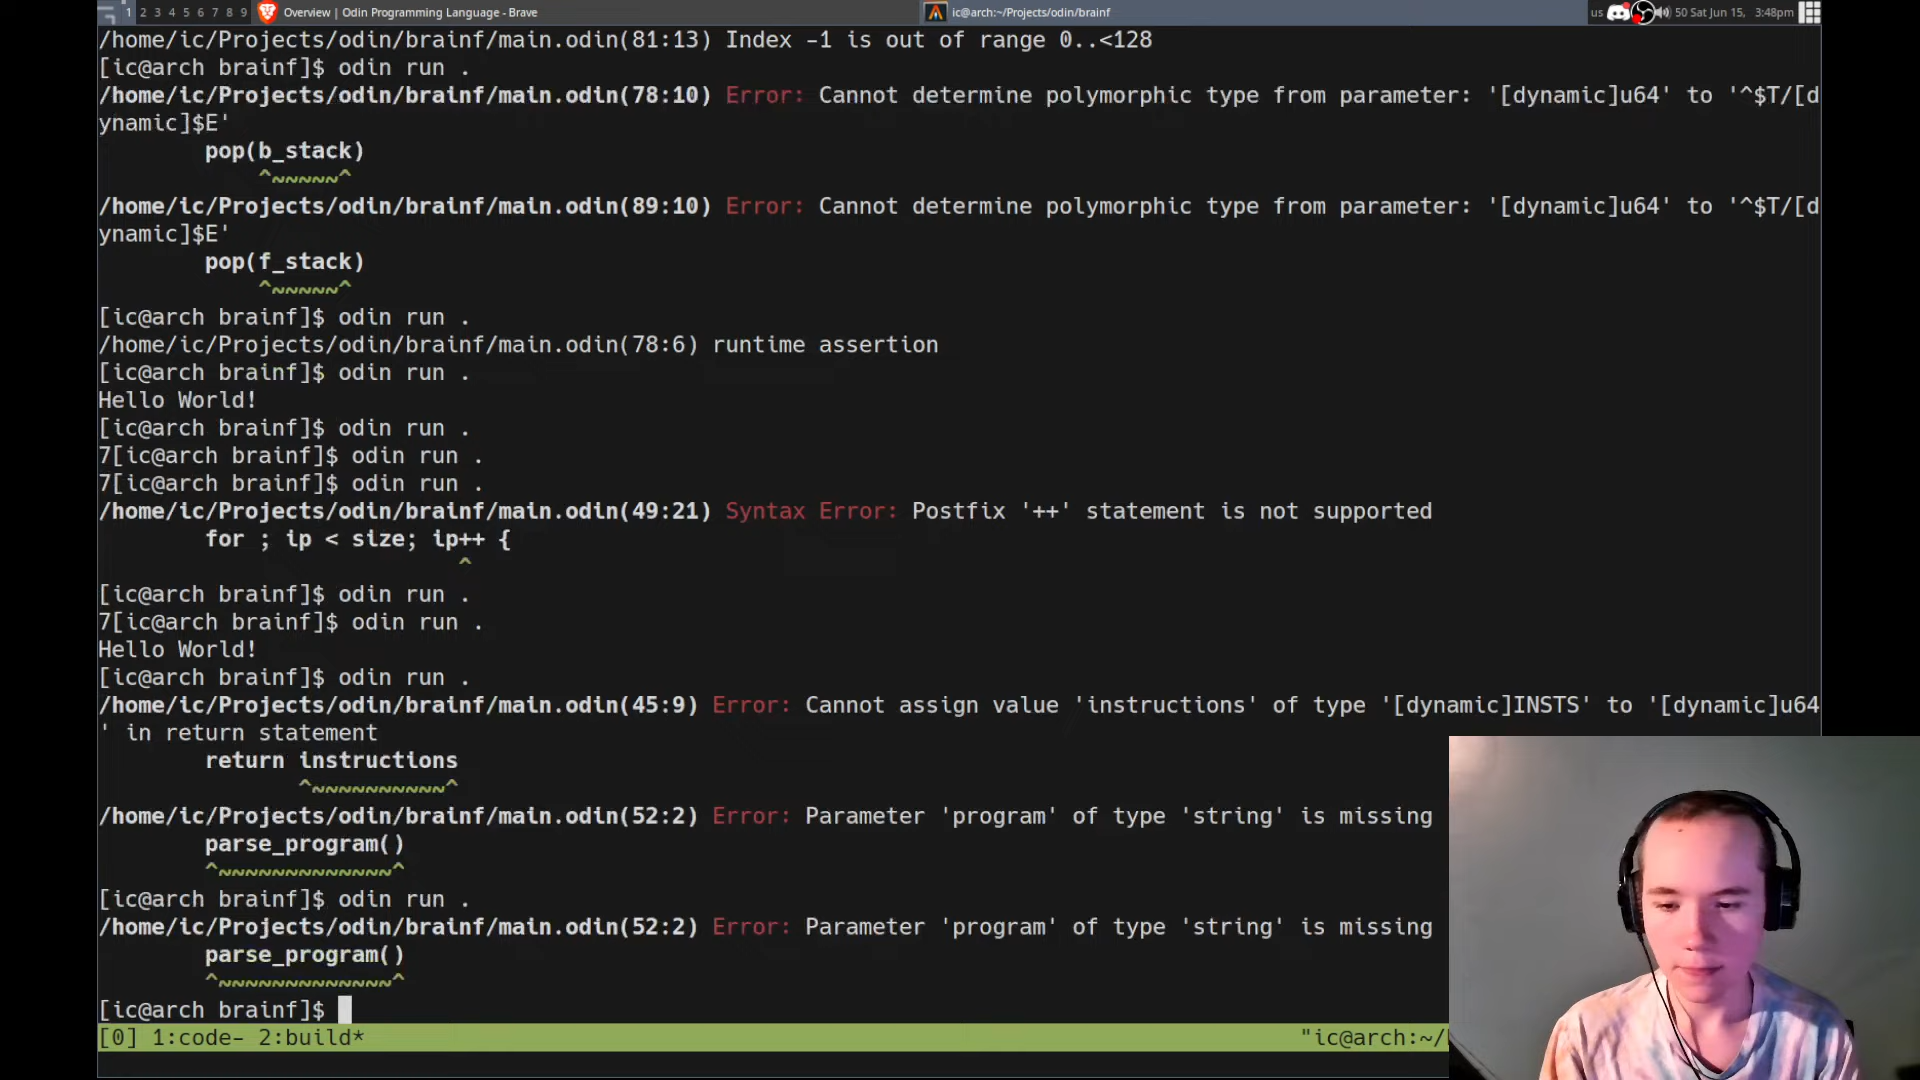 1 2 3 4 5 6 7 8 9 Overview | Odin Programming Language - Brave ic@arch:~/Projects/odin/brainf us 50 Sat Jun 15, 3:48pm
/home/ic/Projects/odin/brainf/main.odin(81:13) Index -1 is out of range 0..<128
[ic@arch brainf]$ odin run .
/home/ic/Projects/odin/brainf/main.odin(78:10) Error: Cannot determine polymorphic type from parameter: '[dynamic]u64' to '^$T/[d
ynamic]$E'
pop(b_stack)
^~~~~~^
/home/ic/Projects/odin/brainf/main.odin(89:10) Error: Cannot determine polymorphic type from parameter: '[dynamic]u64' to '^$T/[d
ynamic]$E'
pop(f_stack)
^~~~~~^
[ic@arch brainf]$ odin run .
/home/ic/Projects/odin/brainf/main.odin(78:6) runtime assertion
[ic@arch brainf]$ odin run .
Hello World!
[ic@arch brainf]$ odin run .
7[ic@arch brainf]$ odin run .
7[ic@arch brainf]$ odin run .
/home/ic/Projects/odin/brainf/main.odin(49:21) Syntax Error: Postfix '++' statement is not supported
for ; ip < size; ip++ {
^
[ic@arch brainf]$ odin run .
7[ic@arch brainf]$ odin run .
Hello World!
[ic@arch brainf]$ odin run .
/home/ic/Projects/odin/brainf/main.odin(45:9) Error: Cannot assign value 'instructions' of type '[dynamic]INSTS' to '[dynamic]u64
' in return statement
return instructions
^~~~~~~~~~~^
/home/ic/Projects/odin/brainf/main.odin(52:2) Error: Parameter 'program' of type 'string' is missing
parse_program()
^~~~~~~~~~~~~~^
[ic@arch brainf]$ odin run .
/home/ic/Projects/odin/brainf/main.odin(52:2) Error: Parameter 'program' of type 'string' is missing
parse_program()
^~~~~~~~~~~~~~^
[ic@arch brainf]$
[0] 1:code- 2:build* "ic@arch:~/